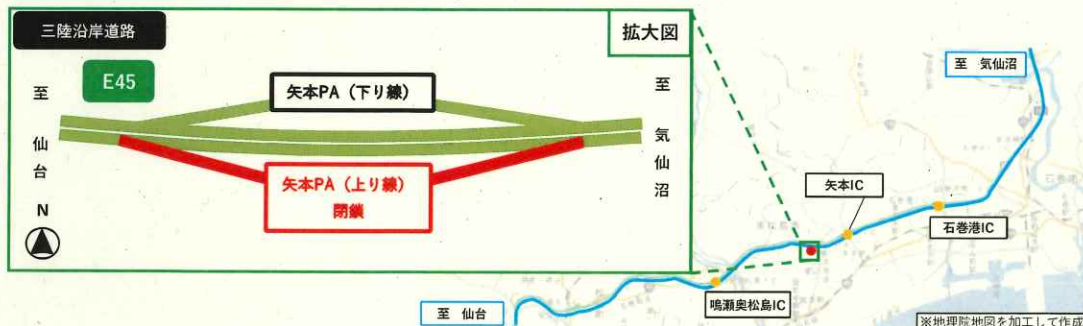 三陸沿岸道路
拡大図
E45
至 仙台
矢本PA（下り線）
至 気仙沼
矢本PA（上り線）
閉鎖
N
至 気仙沼
矢本IC
石巻港IC
鳴瀬奥松島IC
至 仙台
※地理院地図を加工して作成